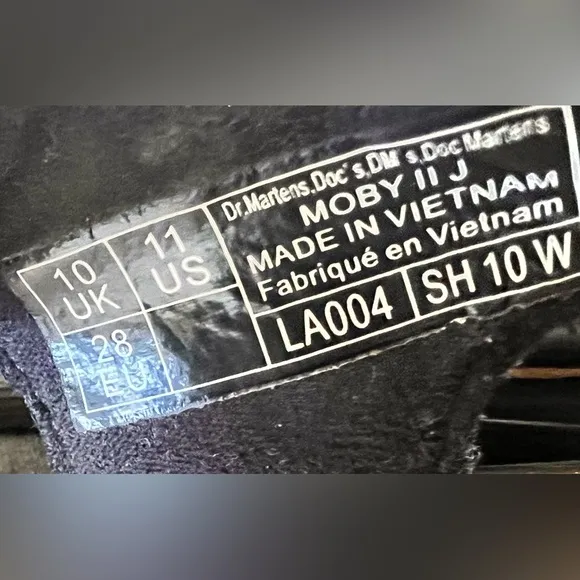 Dr.Martens,Doc's,DM's,Doc Martens
MOBY II J
MADE IN VIETNAM
Fabriqué en Vietnam
10 UK
11 US
28 EU
LA004
SH 10 W